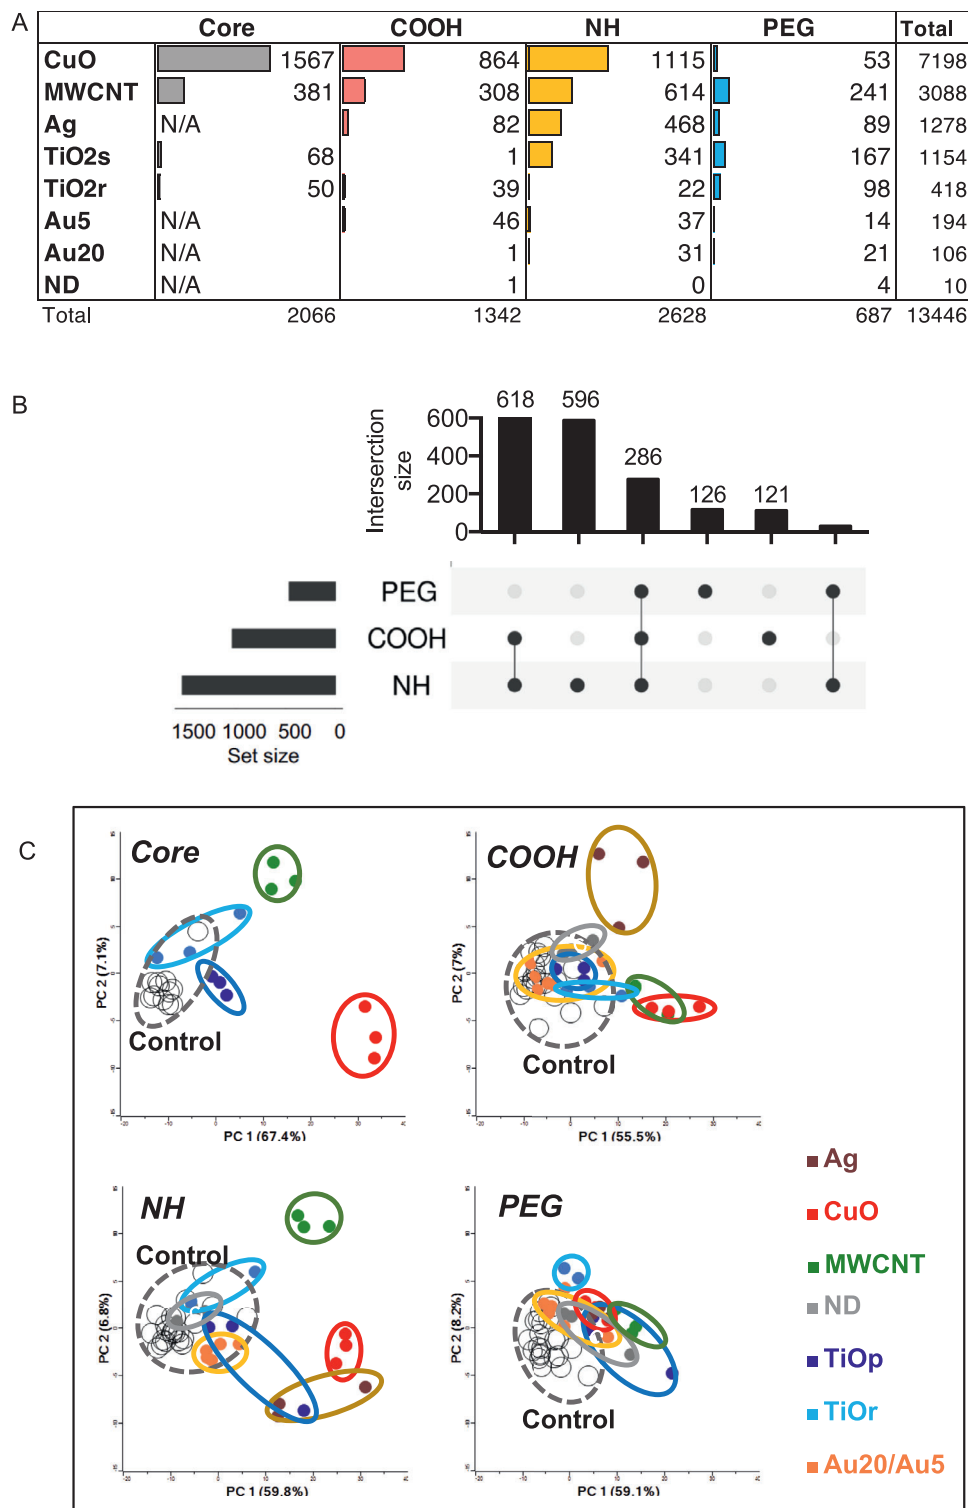 A
Core COOH NH PEG Total
CuO 1567 864 1115 53 7198
MWCNT 381 308 614 241 3088
Ag N/A 82 468 89 1278
TiO2s 68 1 341 167 1154
TiO2r 50 39 22 98 418
Au5 N/A 46 37 14 194
Au20 N/A 1 31 21 106
ND N/A 1 0 4 10
Total 2066 1342 2628 687 13446
B
Interserction
size
600
400
200
0
618 596 286 126 121
PEG
COOH
NH
1500 1000 500 0
Set size
C
Core
Control
PC 2 (7.1%)
PC 1 (67.4%)
COOH
Control
PC 2 (7%)
PC 1 (55.5%)
NH
Control
PC 2 (6.8%)
PC 1 (59.8%)
PEG
Control
PC 2 (8.2%)
PC 1 (59.1%)
Ag
CuO
MWCNT
ND
TiOp
TiOr
Au20/Au5